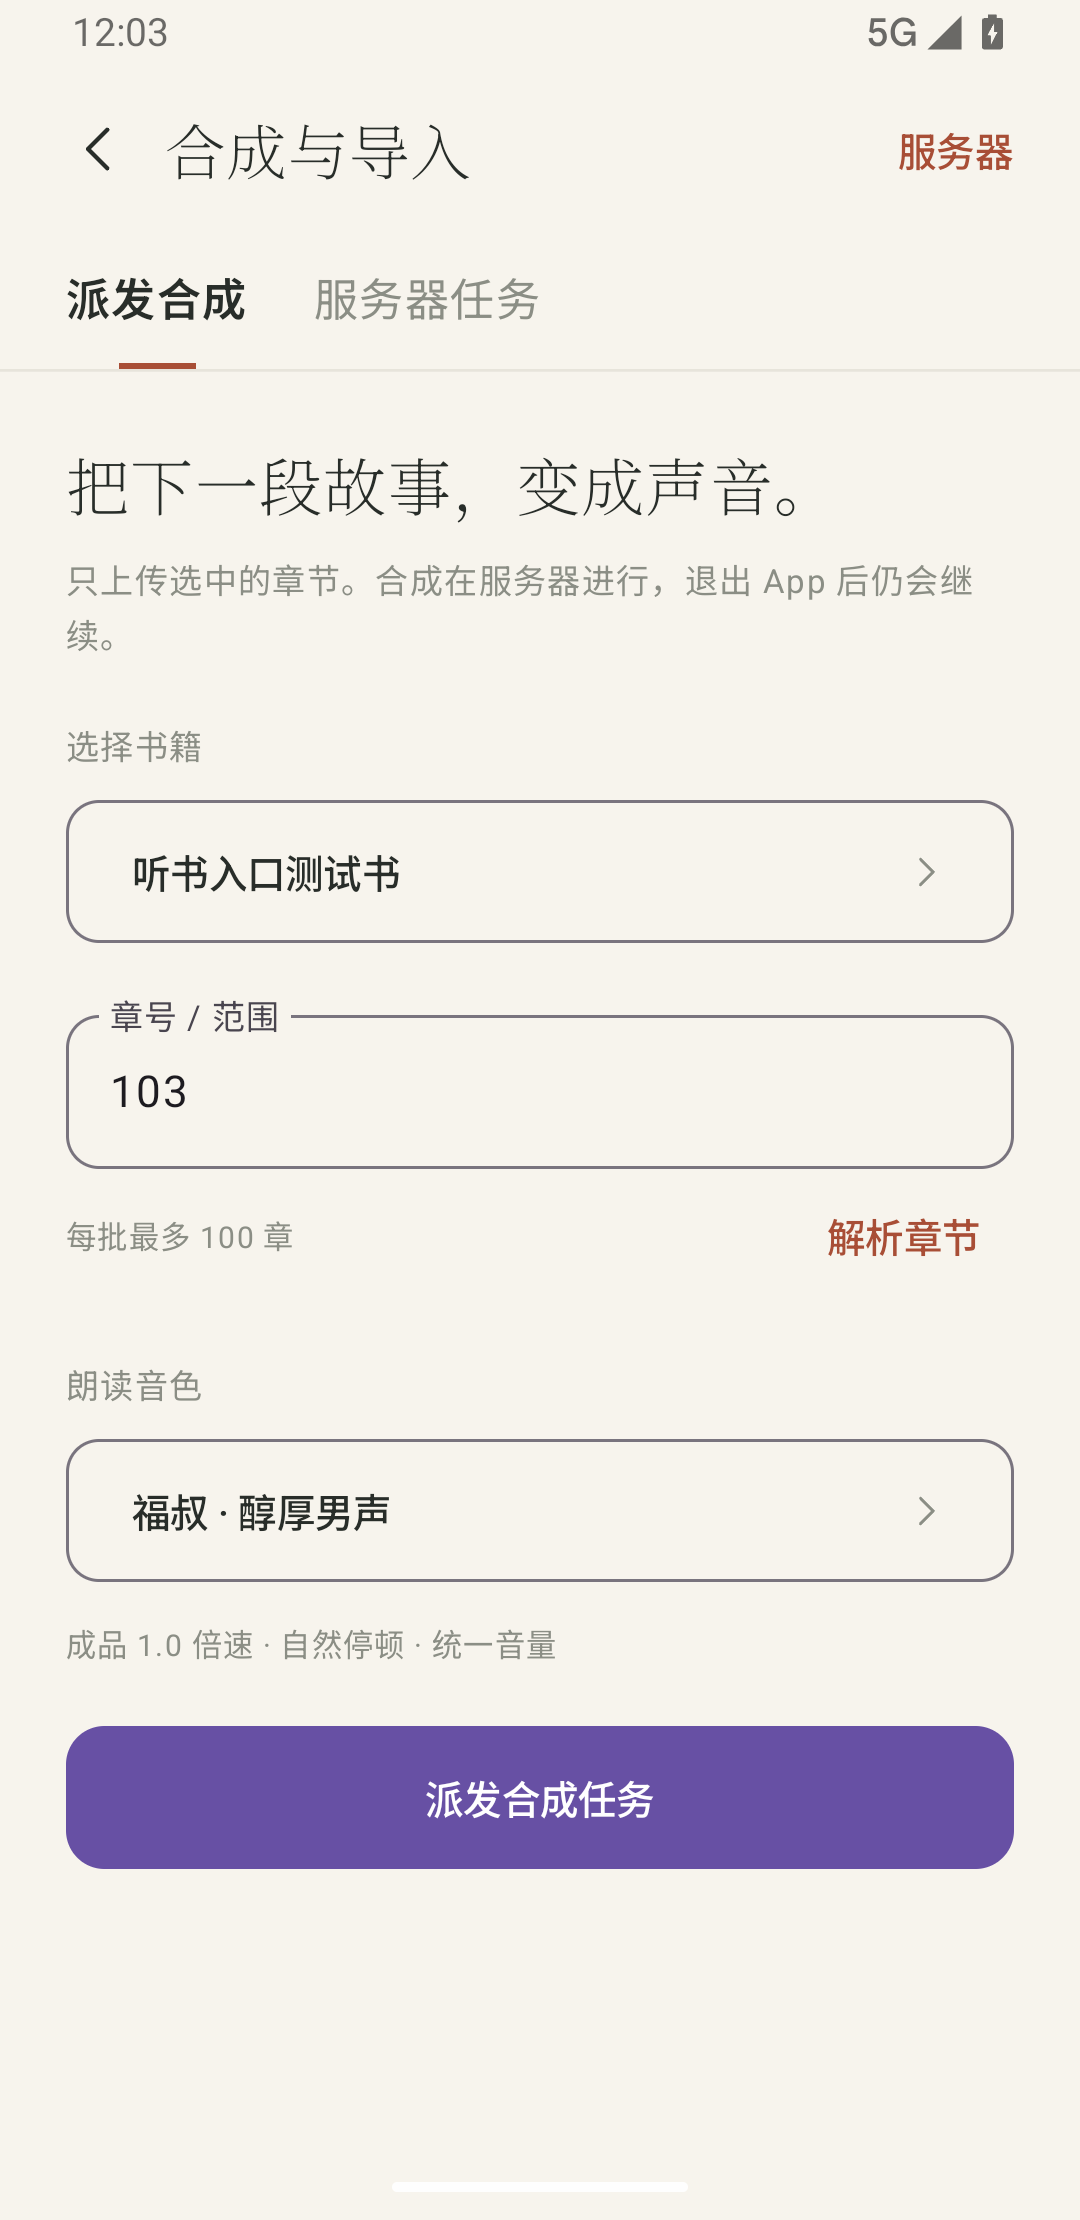 12:03
5G
合成与导入
服务器
派发合成
服务器任务
把下一段故事，变成声音。
只上传选中的章节。合成在服务器进行，退出 App 后仍会继
续。
选择书籍
听书入口测试书
章号 / 范围
103
每批最多 100 章
解析章节
朗读音色
福叔 · 醇厚男声
成品 1.0 倍速 · 自然停顿 · 统一音量
派发合成任务